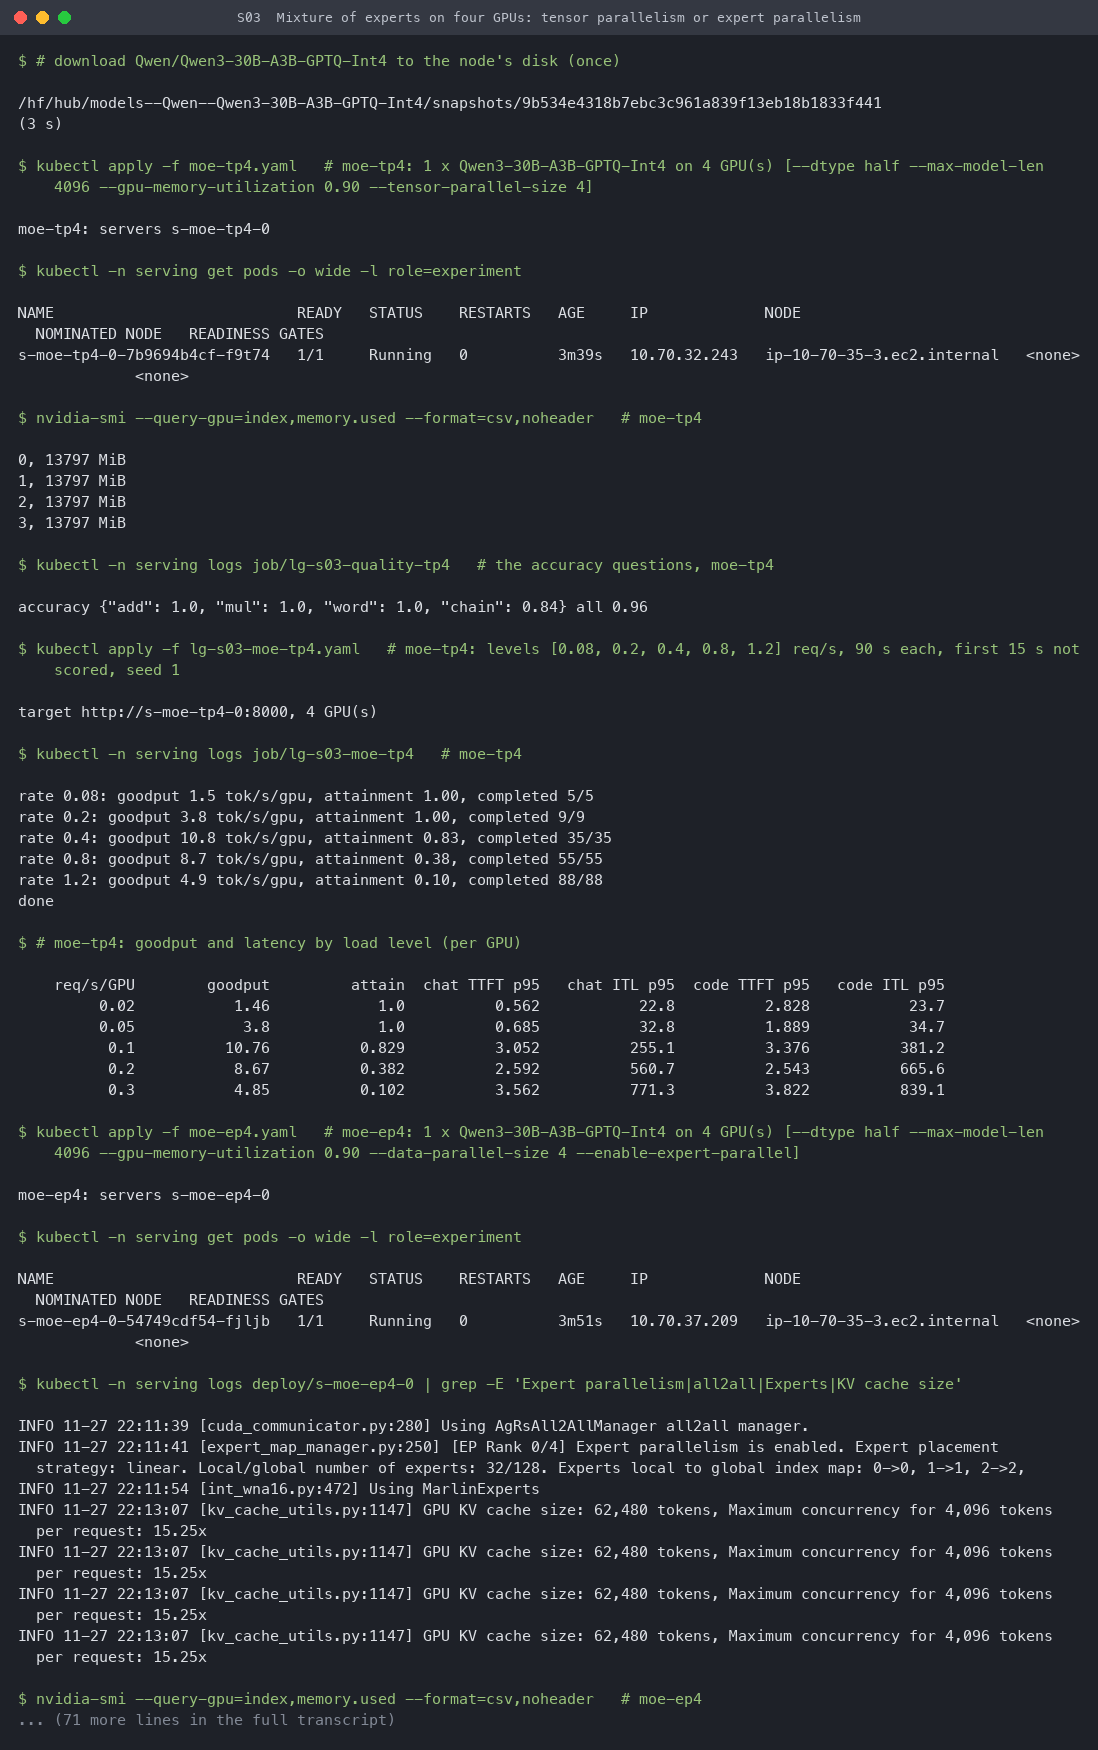 S03  Mixture of experts on four GPUs: tensor parallelism or expert parallelism
$ # download Qwen/Qwen3-30B-A3B-GPTQ-Int4 to the node's disk (once)
/hf/hub/models--Qwen--Qwen3-30B-A3B-GPTQ-Int4/snapshots/9b534e4318b7ebc3c961a839f13eb18b1833f441
(3 s)
$ kubectl apply -f moe-tp4.yaml   # moe-tp4: 1 x Qwen3-30B-A3B-GPTQ-Int4 on 4 GPU(s) [--dtype half --max-model-len
    4096 --gpu-memory-utilization 0.90 --tensor-parallel-size 4]
moe-tp4: servers s-moe-tp4-0
$ kubectl -n serving get pods -o wide -l role=experiment
NAME                           READY   STATUS    RESTARTS   AGE     IP             NODE
  NOMINATED NODE   READINESS GATES
s-moe-tp4-0-7b9694b4cf-f9t74   1/1     Running   0          3m39s   10.70.32.243   ip-10-70-35-3.ec2.internal   <none>
             <none>
$ nvidia-smi --query-gpu=index,memory.used --format=csv,noheader   # moe-tp4
0, 13797 MiB
1, 13797 MiB
2, 13797 MiB
3, 13797 MiB
$ kubectl -n serving logs job/lg-s03-quality-tp4   # the accuracy questions, moe-tp4
accuracy {"add": 1.0, "mul": 1.0, "word": 1.0, "chain": 0.84} all 0.96
$ kubectl apply -f lg-s03-moe-tp4.yaml   # moe-tp4: levels [0.08, 0.2, 0.4, 0.8, 1.2] req/s, 90 s each, first 15 s not
    scored, seed 1
target http://s-moe-tp4-0:8000, 4 GPU(s)
$ kubectl -n serving logs job/lg-s03-moe-tp4   # moe-tp4
rate 0.08: goodput 1.5 tok/s/gpu, attainment 1.00, completed 5/5
rate 0.2: goodput 3.8 tok/s/gpu, attainment 1.00, completed 9/9
rate 0.4: goodput 10.8 tok/s/gpu, attainment 0.83, completed 35/35
rate 0.8: goodput 8.7 tok/s/gpu, attainment 0.38, completed 55/55
rate 1.2: goodput 4.9 tok/s/gpu, attainment 0.10, completed 88/88
done
$ # moe-tp4: goodput and latency by load level (per GPU)
    req/s/GPU        goodput         attain  chat TTFT p95   chat ITL p95  code TTFT p95   code ITL p95
         0.02           1.46            1.0          0.562           22.8          2.828           23.7
         0.05            3.8            1.0          0.685           32.8          1.889           34.7
          0.1          10.76          0.829          3.052          255.1          3.376          381.2
          0.2           8.67          0.382          2.592          560.7          2.543          665.6
          0.3           4.85          0.102          3.562          771.3          3.822          839.1
$ kubectl apply -f moe-ep4.yaml   # moe-ep4: 1 x Qwen3-30B-A3B-GPTQ-Int4 on 4 GPU(s) [--dtype half --max-model-len
    4096 --gpu-memory-utilization 0.90 --data-parallel-size 4 --enable-expert-parallel]
moe-ep4: servers s-moe-ep4-0
$ kubectl -n serving get pods -o wide -l role=experiment
NAME                           READY   STATUS    RESTARTS   AGE     IP             NODE
  NOMINATED NODE   READINESS GATES
s-moe-ep4-0-54749cdf54-fjljb   1/1     Running   0          3m51s   10.70.37.209   ip-10-70-35-3.ec2.internal   <none>
             <none>
$ kubectl -n serving logs deploy/s-moe-ep4-0 | grep -E 'Expert parallelism|all2all|Experts|KV cache size'
INFO 11-27 22:11:39 [cuda_communicator.py:280] Using AgRsAll2AllManager all2all manager.
INFO 11-27 22:11:41 [expert_map_manager.py:250] [EP Rank 0/4] Expert parallelism is enabled. Expert placement
  strategy: linear. Local/global number of experts: 32/128. Experts local to global index map: 0->0, 1->1, 2->2,
INFO 11-27 22:11:54 [int_wna16.py:472] Using MarlinExperts
INFO 11-27 22:13:07 [kv_cache_utils.py:1147] GPU KV cache size: 62,480 tokens, Maximum concurrency for 4,096 tokens
  per request: 15.25x
INFO 11-27 22:13:07 [kv_cache_utils.py:1147] GPU KV cache size: 62,480 tokens, Maximum concurrency for 4,096 tokens
  per request: 15.25x
INFO 11-27 22:13:07 [kv_cache_utils.py:1147] GPU KV cache size: 62,480 tokens, Maximum concurrency for 4,096 tokens
  per request: 15.25x
INFO 11-27 22:13:07 [kv_cache_utils.py:1147] GPU KV cache size: 62,480 tokens, Maximum concurrency for 4,096 tokens
  per request: 15.25x
$ nvidia-smi --query-gpu=index,memory.used --format=csv,noheader   # moe-ep4
... (71 more lines in the full transcript)